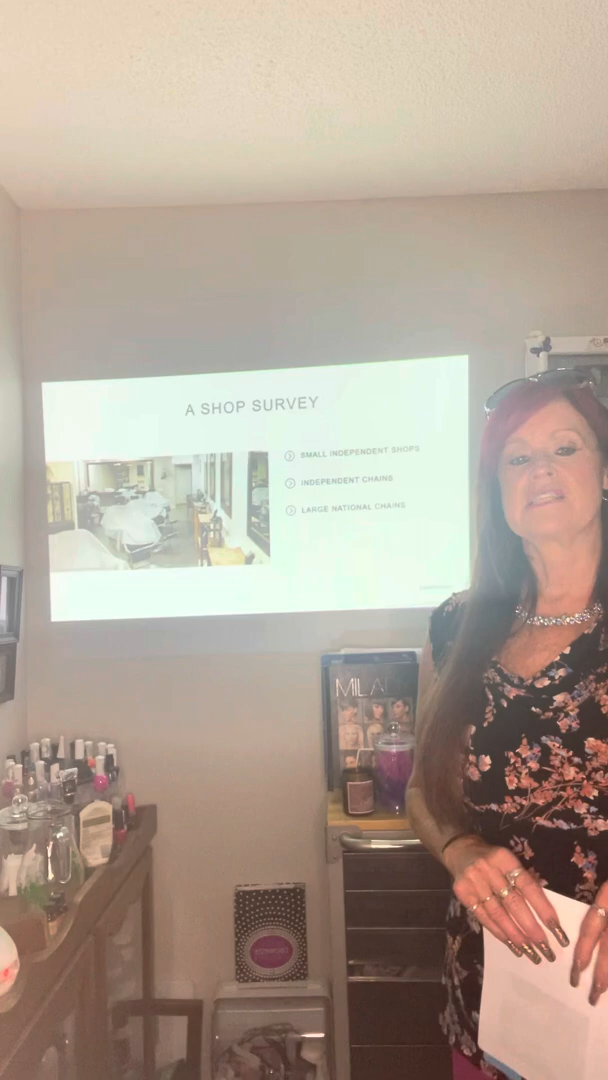 A SHOP SURVEY
SMALL INDEPENDENT SHOPS
INDEPENDENT CHAINS
LARGE NATIONAL CHAINS